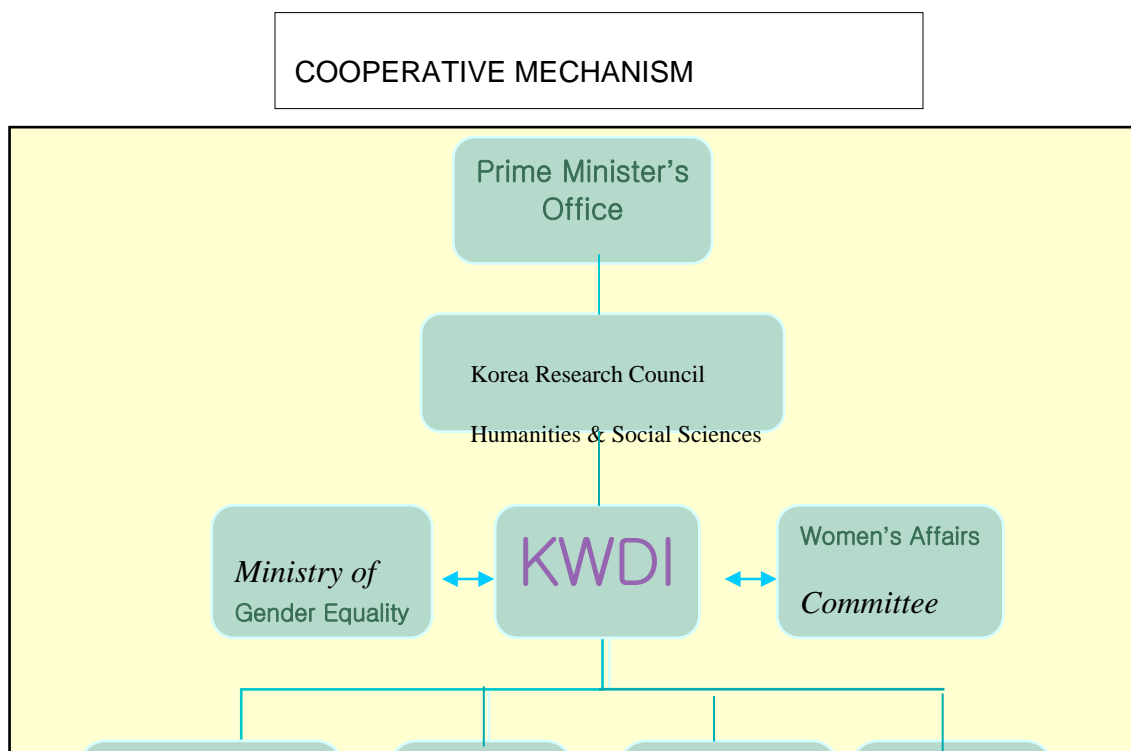 COOPERATIVE MECHANISM
Prime Minister's
Office
Korea Research Council
Humanities & Social Sciences
Ministry of
Gender Equality
KWDI
Women's Affairs
Committee